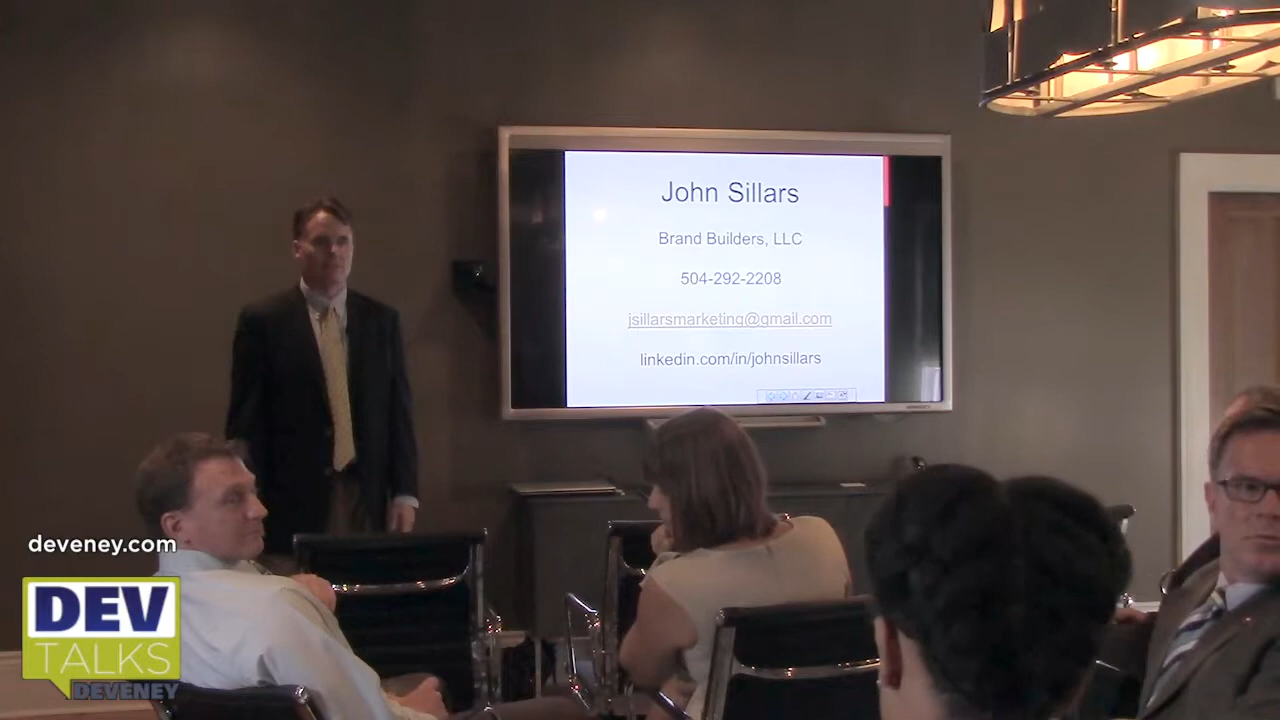 John Sillars
Brand Builders, LLC
504-292-2208
jsillarsmarketing@gmail.com
linkedin.com/in/johnsillars
deveney.com
DEV
TALKS
DEVENEY